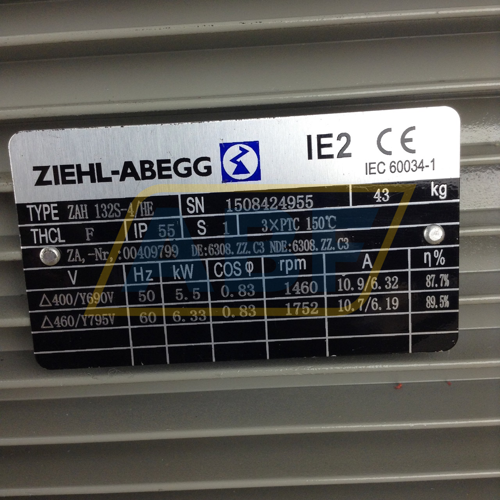 ZIEHL-ABEGG IE2 CE
IEC 60034-1
TYPE ZAH 132S-4/HE SN 1508424955 43 kg
THCL F IP 55 S 1 3×PTC 150℃
ZA,-Nr.:00409799 DE:6308.ZZ.C3 NDE:6308.ZZ.C3
V Hz kW COSφ rpm A η%
△400/Y690V 50 5.5 0.83 1460 10.9/6.32 87.7%
△460/Y795V 60 6.33 0.83 1752 10.7/6.19 89.5%